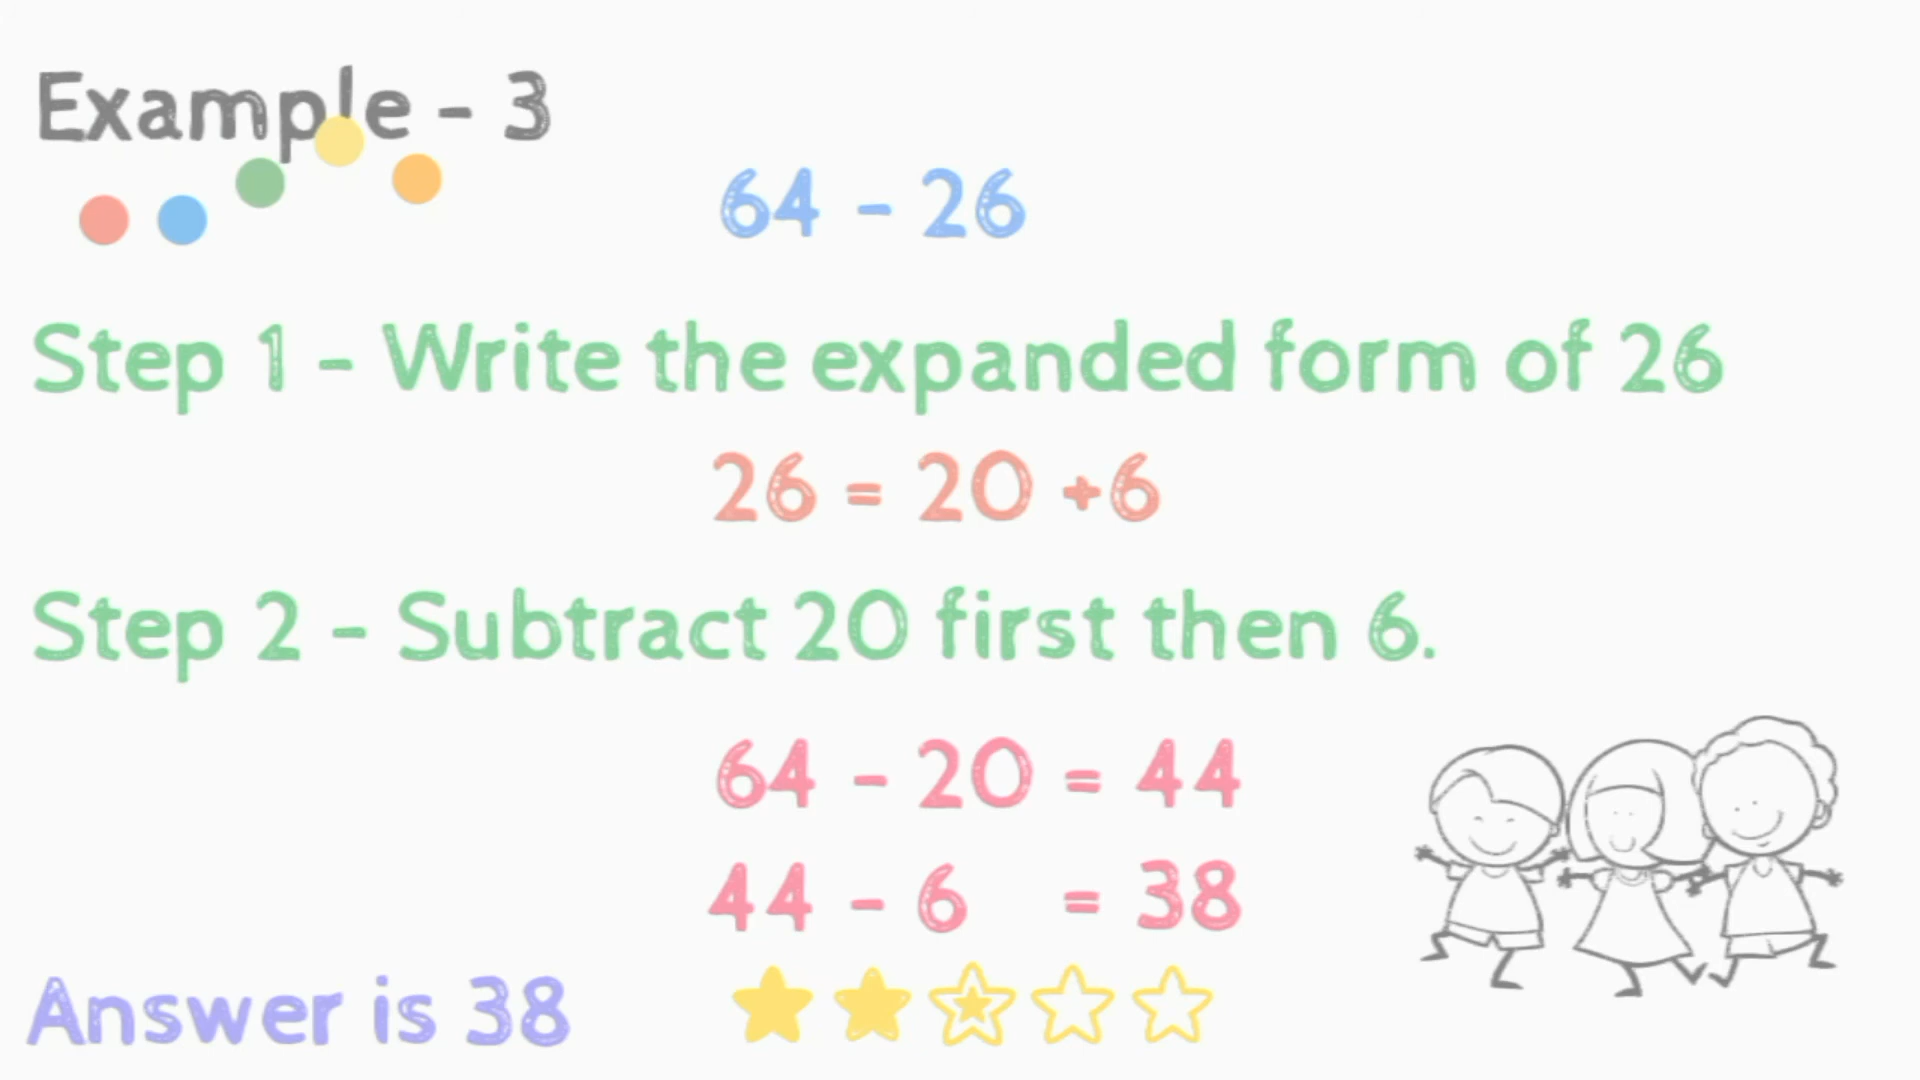 Example - 3
64 - 26
Step 1 - Write the expanded form of 26
26 = 20 +6
Step 2 - Subtract 20 first then 6.
64 - 20 = 44
44 - 6 = 38
Answer is 38